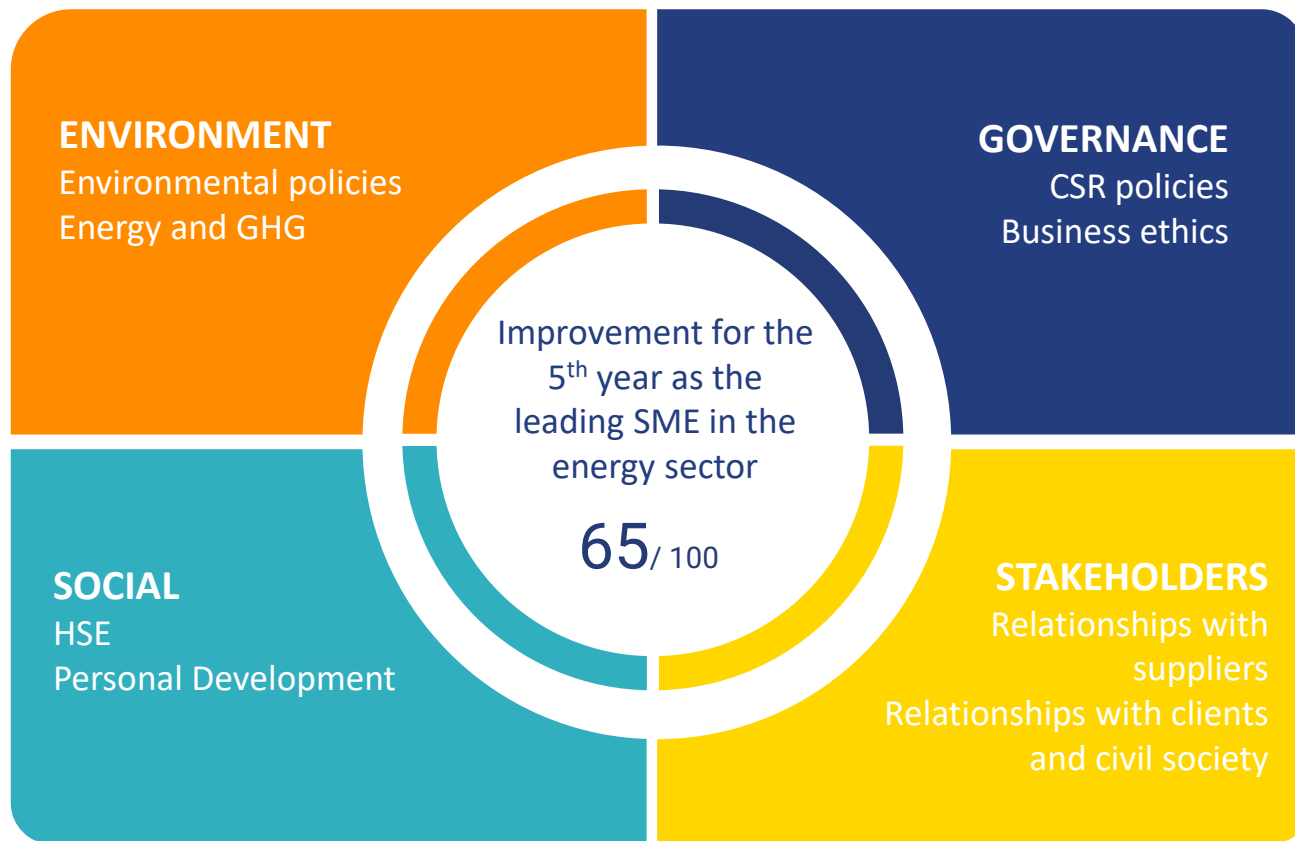 ENVIRONMENT
Environmental policies
Energy and GHG
GOVERNANCE
CSR policies
Business ethics
Improvement for the
5th year as the
leading SME in the
energy sector
65/ 100
SOCIAL
HSE
Personal Development
STAKEHOLDERS
Relationships with
suppliers
Relationships with clients
and civil society